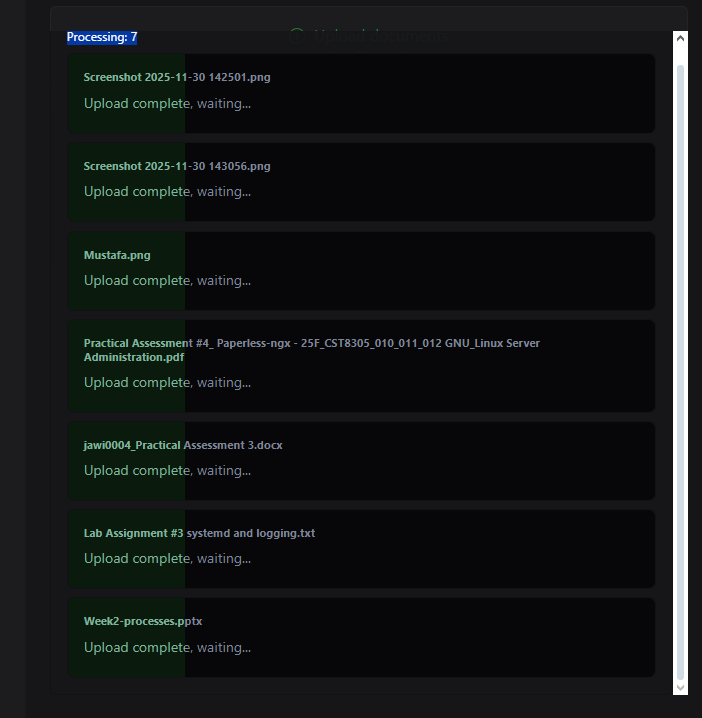 Processing: 7
Screenshot 2025-11-30 142501.png
Upload complete, waiting...
Screenshot 2025-11-30 143056.png
Upload complete, waiting...
Mustafa.png
Upload complete, waiting...
Practical Assessment #4_ Paperless-ngx - 25F_CST8305_010_011_012 GNU_Linux Server
Administration.pdf
Upload complete, waiting...
jawi0004_Practical Assessment 3.docx
Upload complete, waiting...
Lab Assignment #3 systemd and logging.txt
Upload complete, waiting...
Week2-processes.pptx
Upload complete, waiting...